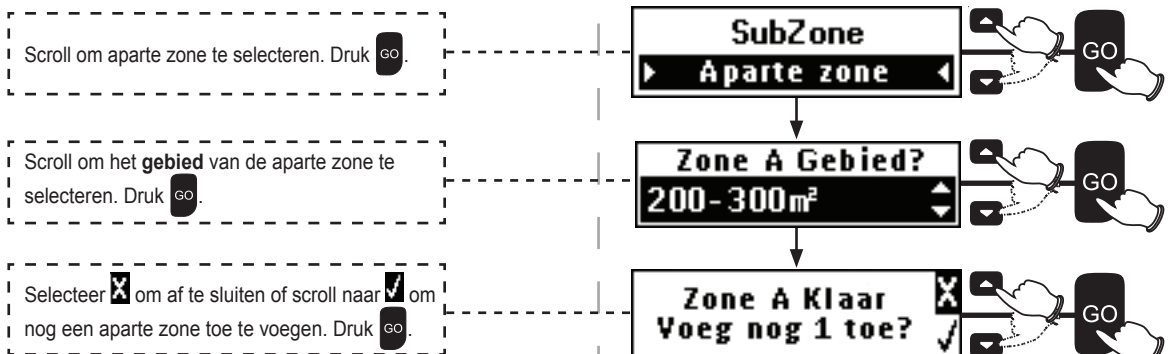 Scroll om aparte zone te selecteren. Druk GO.
SubZone
Aparte zone
GO
Scroll om het gebied van de aparte zone te
selecteren. Druk GO.
Zone A Gebied?
200-300m²
GO
Selecteer X om af te sluiten of scroll naar √ om
nog een aparte zone toe te voegen. Druk GO.
Zone A Klaar X
Voeg nog 1 toe? √
GO